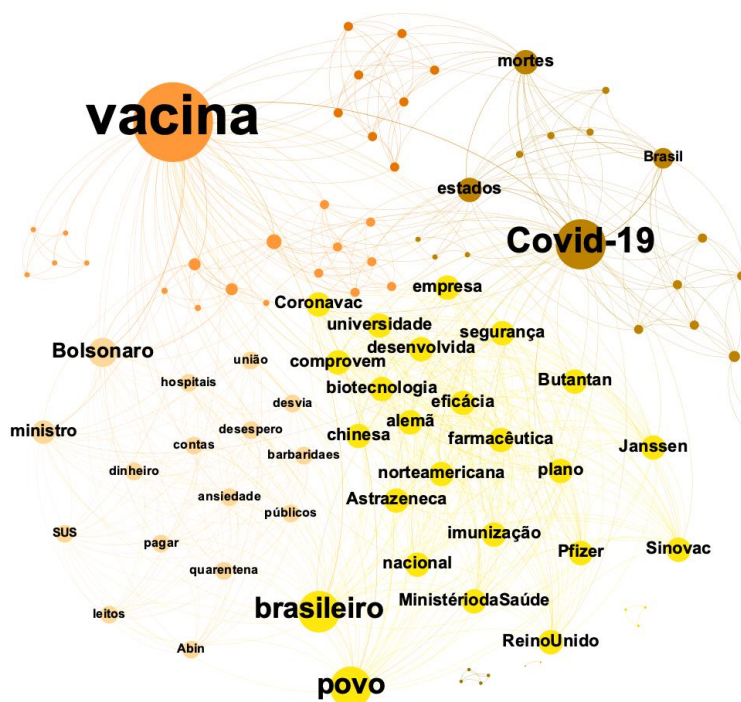 mortes
vacina
Brasil
estados
Covid-19
empresa
Coronavac
universidade
segurança
desenvolvida
Bolsonaro
união
comprovem
hospitais
Butantan
biotecnologia
desvia
eficácia
alemã
ministro
desespero
chinesa
farmacêutica
contas
Janssen
barbaridaes
dinheiro
norteamericana
plano
ansiedade
Astrazeneca
públicos
SUS
imunização
pagar
Pfizer
Sinovac
nacional
quarentena
MinistériodaSaúde
brasileiro
leitos
ReinoUnido
Abin
povo